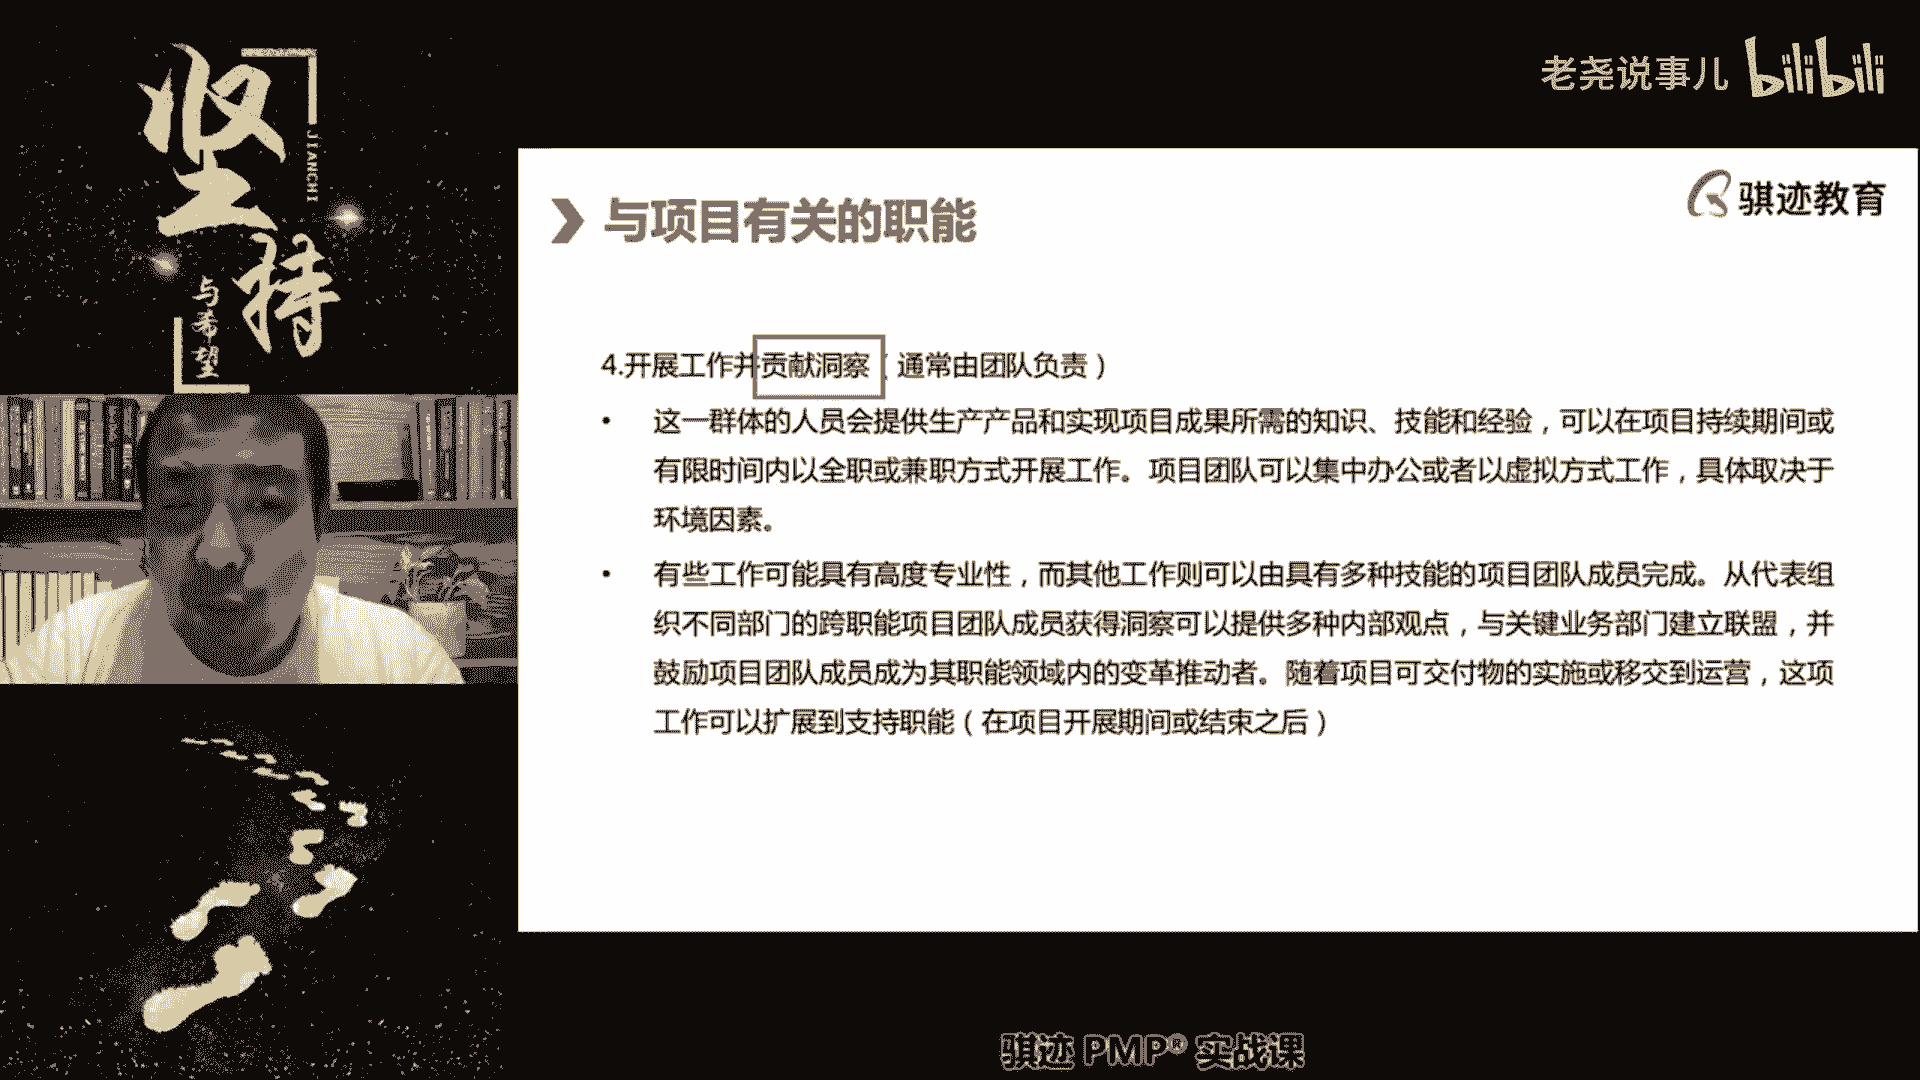 坚持
JIANCHI
与希望
老尧说事儿 bilibili
骐迹教育
与项目有关的职能
4.开展工作并贡献洞察（通常由团队负责）
• 这一群体的人员会提供生产产品和实现项目成果所需的知识、技能和经验，可以在项目持续期间或
有限时间内以全职或兼职方式开展工作。项目团队可以集中办公或者以虚拟方式工作，具体取决于
环境因素。
• 有些工作可能具有高度专业性，而其他工作则可以由具有多种技能的项目团队成员完成。从代表组
织不同部门的跨职能项目团队成员获得洞察可以提供多种内部观点，与关键业务部门建立联盟，并
鼓励项目团队成员成为其职能领域内的变革推动者。随着项目可交付物的实施或移交到运营，这项
工作可以扩展到支持职能（在项目开展期间或结束之后）
骐迹 PMP® 实战课